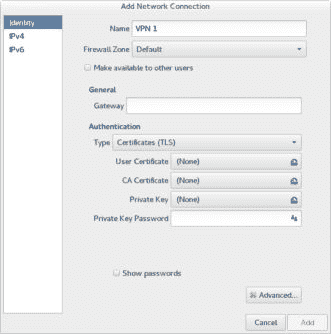 Add Network Connection
Identity
IPv4
IPv6
Name VPN 1
Firewall Zone Default
Make available to other users
General
Gateway
Authentication
Type Certificates (TLS)
User Certificate (None)
CA Certificate (None)
Private Key (None)
Private Key Password
Show passwords
Advanced...
Cancel Add